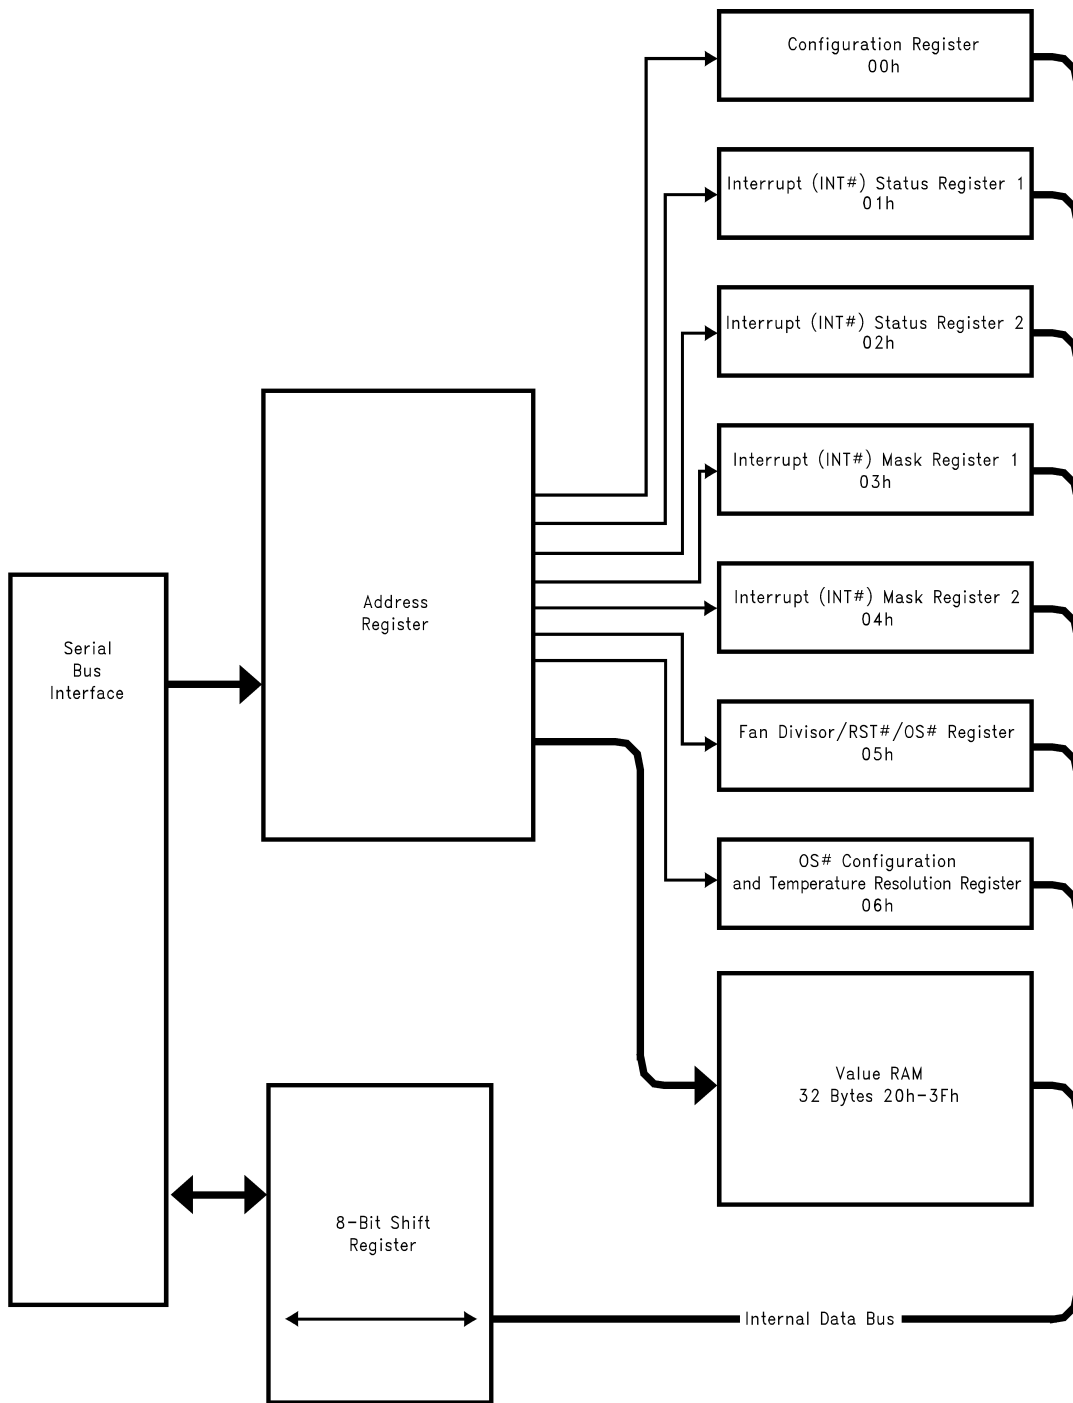 Configuration Register
00h
Interrupt (INT#) Status Register 1
01h
Interrupt (INT#) Status Register 2
02h
Interrupt (INT#) Mask Register 1
03h
Interrupt (INT#) Mask Register 2
04h
Fan Divisor/RST#/OS# Register
05h
OS# Configuration
and Temperature Resolution Register
06h
Value RAM
32 Bytes 20h-3Fh
Address
Register
Serial
Bus
Interface
8-Bit Shift
Register
Internal Data Bus